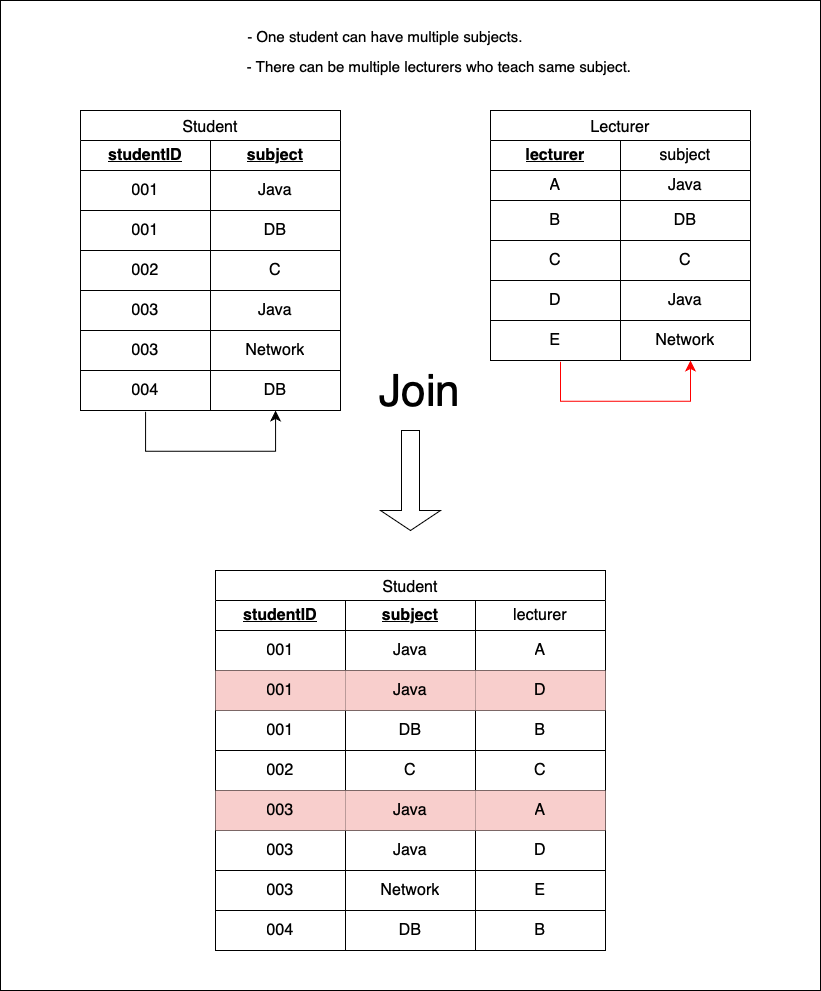 - One student can have multiple subjects.
- There can be multiple lecturers who teach same subject.
Student
studentID subject
001 Java
001 DB
002 C
003 Java
003 Network
004 DB
Lecturer
lecturer subject
A Java
B DB
C C
D Java
E Network
Join
Student
studentID subject lecturer
001 Java A
001 Java D
001 DB B
002 C C
003 Java A
003 Java D
003 Network E
004 DB B